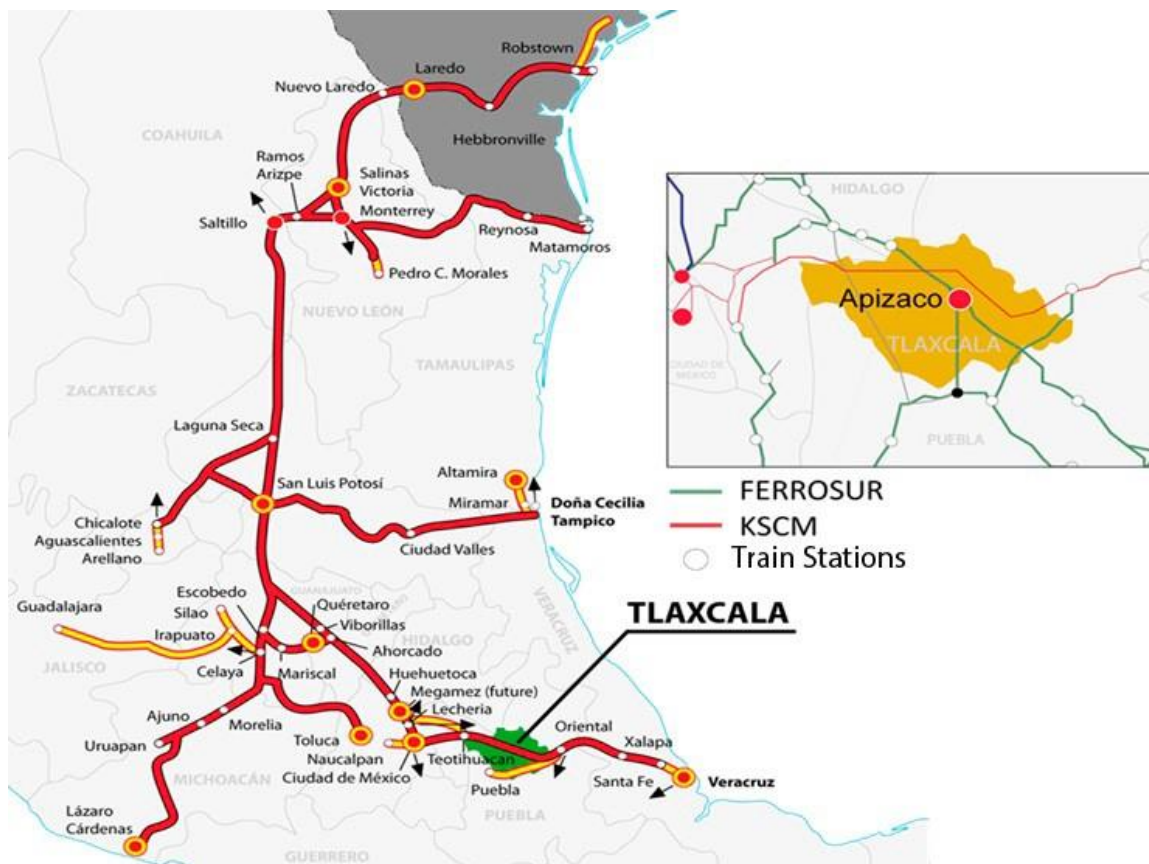 Robstown
Laredo
Nuevo Laredo
COAHUILA
Hebbronville
Ramos
Arizpe
Salinas
Victoria
Monterrey
Saltillo
Reynosa
Matamoros
Pedro C. Morales
NUEVO LEÓN
TAMAULIPAS
ZACATECAS
Laguna Seca
Altamira
San Luis Potosí
Miramar
Doña Cecilia
Tampico
Chicalote
Aguascalientes
Arellano
Ciudad Valles
Escobedo
GUANAJUATO
Silao
Quéretaro
Guadalajara
Viborillas
VERACRUZ
Irapuato
HIDALGO
Ahorcado
JALISCO
Celaya
Mariscal
Huehuetoca
Megamez (future)
Lecheria
Ajuno
Morelia
Oriental
Uruapan
Toluca
Xalapa
Naucalpan
Teotihuacan
MICHOACÁN
Ciudad de México
Santa Fe
Veracruz
Puebla
Lázaro
Cárdenas
PUEBLA
GUERRERO
TLAXCALA
HIDALGO
Apizaco
TLAXCALA
CIUDAD DE
MEXICO
PUEBLA
FERROSUR
KSCM
Train Stations